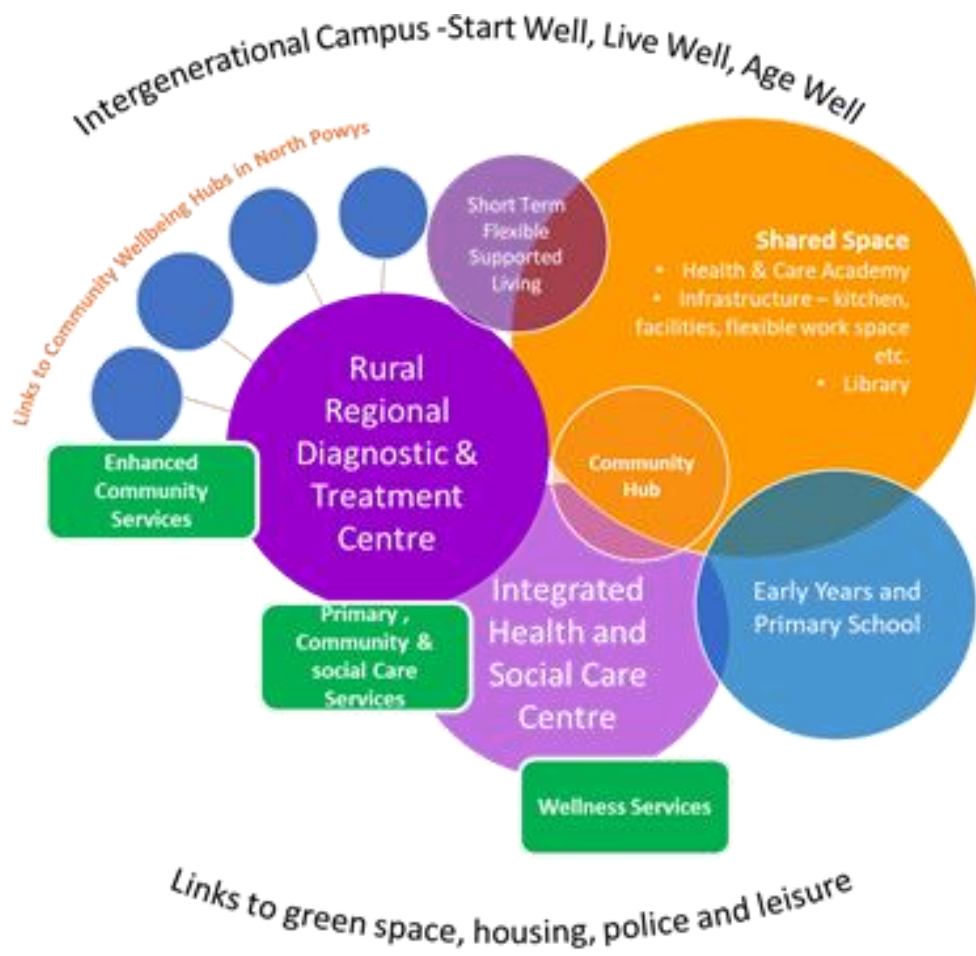 Intergenerational Campus -Start Well, Live Well, Age Well
Links to Community Wellbeing Hubs in North Powys
Short Term
Flexible
Supported
Living
Shared Space
• Health & Care Academy
• Infrastructure – kitchen,
facilities, flexible work space
etc.
• Library
Rural
Regional
Diagnostic &
Treatment
Centre
Community
Hub
Enhanced
Community
Services
Integrated
Health and
Social Care
Centre
Early Years and
Primary School
Primary ,
Community &
social Care
Services
Wellness Services
Links to green space, housing, police and leisure